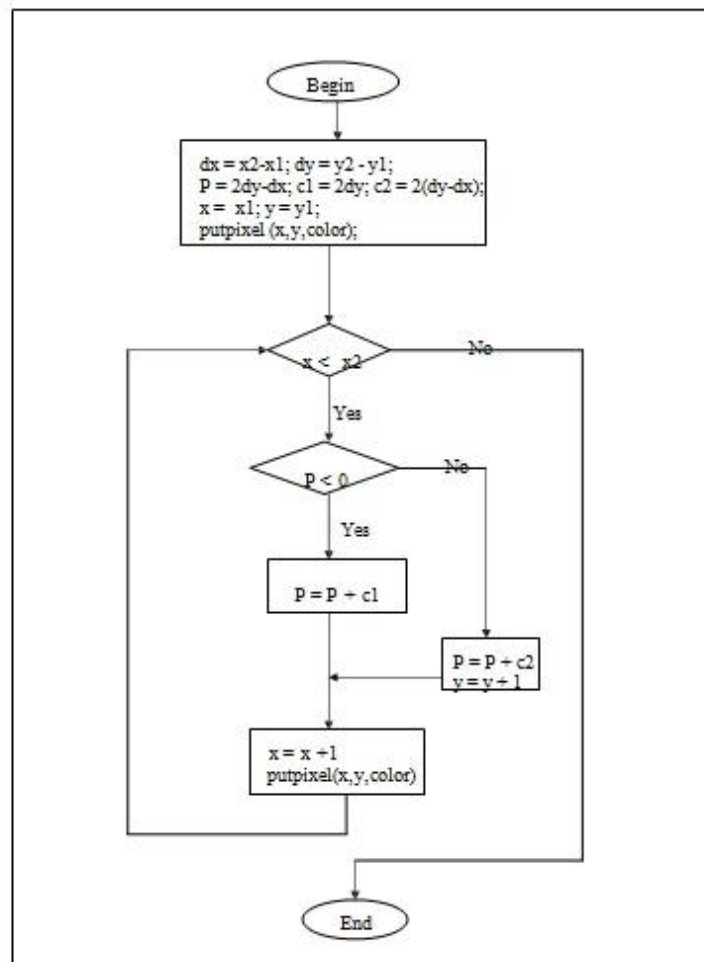 Begin
dx = x2-x1; dy = y2 - y1;
P = 2dy-dx; c1 = 2dy; c2 = 2(dy-dx);
x = x1; y = y1;
putpixel (x,y,color);
x < x2
No
Yes
P < 0
No
Yes
P = P + c1
P = P + c2
y = y + 1
x = x +1
putpixel(x,y,color)
End